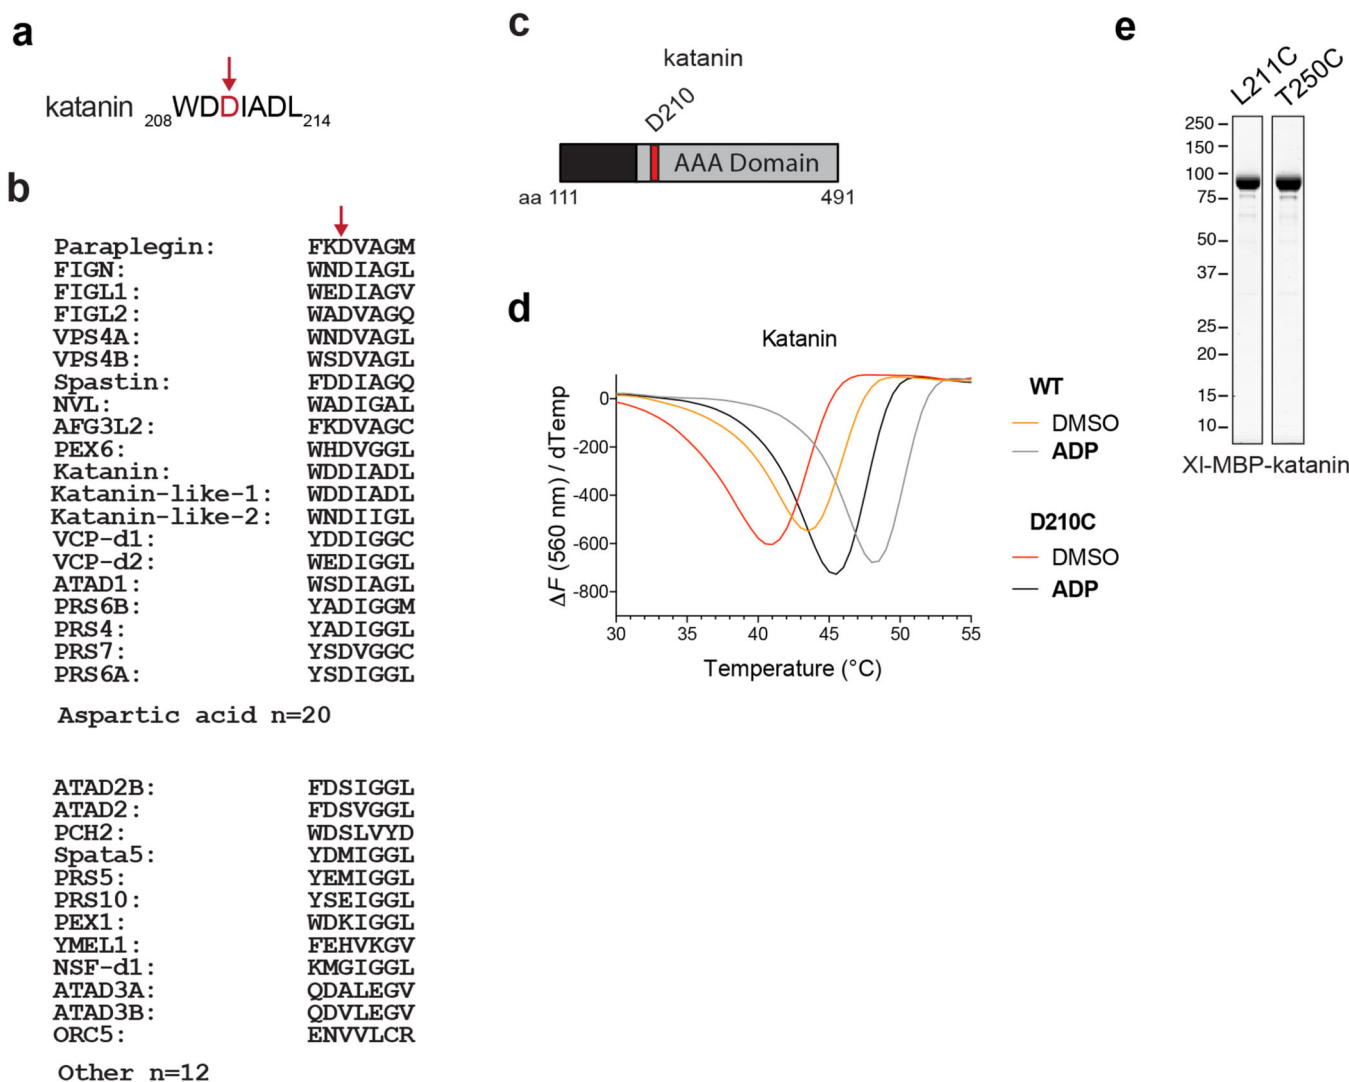 a
katanin 208WDDIADL214
b
Paraplegin: FKDVAGM
FIGN: WNDIAGL
FIGL1: WEDIAGV
FIGL2: WADVAGQ
VPS4A: WNDVAGL
VPS4B: WSDVAGL
Spastin: FDDIAGQ
NVL: WADIGAL
AFG3L2: FKDVAGC
PEX6: WHDVGGL
Katanin: WDDIADL
Katanin-like-1: WDDIADL
Katanin-like-2: WNDIIGL
VCP-d1: YDDIGGC
VCP-d2: WEDIGGL
ATAD1: WSDIAGL
PRS6B: YADIGGM
PRS4: YADIGGL
PRS7: YSDVGGC
PRS6A: YSDIGGL
Aspartic acid n=20
ATAD2B: FDSIGGL
ATAD2: FDSVGGL
PCH2: WDSLVYD
Spata5: YDMIGGL
PRS5: YEMIGGL
PRS10: YSEIGGL
PEX1: WDKIGGL
YMEL1: FEHVKGV
NSF-d1: KMGIGGL
ATAD3A: QDALEGV
ATAD3B: QDVLEGV
ORC5: ENVVLCR
Other n=12
c
katanin
D210
AAA Domain
aa 111 491
d
Katanin
ΔF (560 nm) / dTemp
0
-200
-400
-600
-800
30 35 40 45 50 55
Temperature (°C)
WT
DMSO
ADP
D210C
DMSO
ADP
e
L211C T250C
250
150
100
75
50
37
25
20
15
10
Xl-MBP-katanin